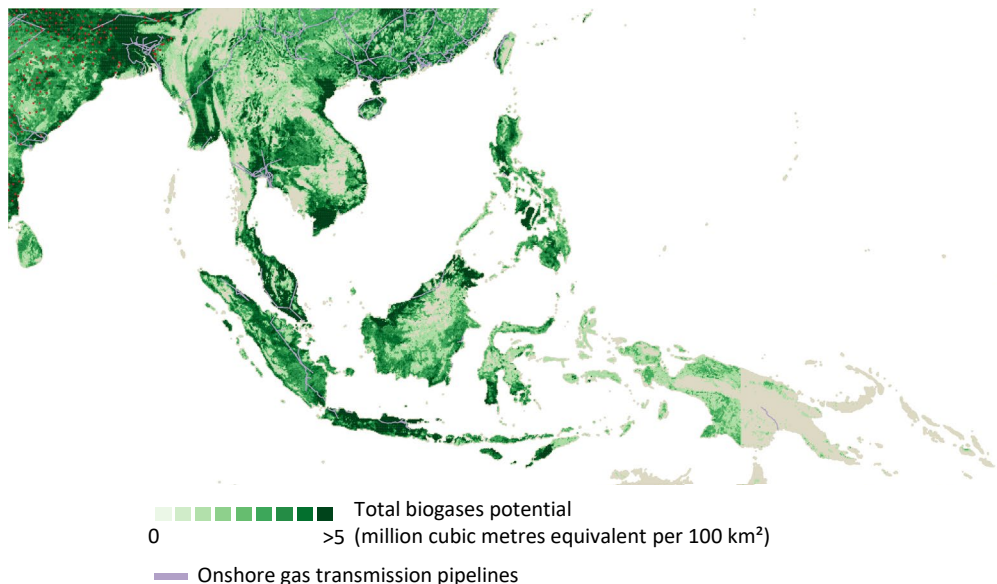 Total biogases potential
0 >5 (million cubic metres equivalent per 100 km²)
Onshore gas transmission pipelines